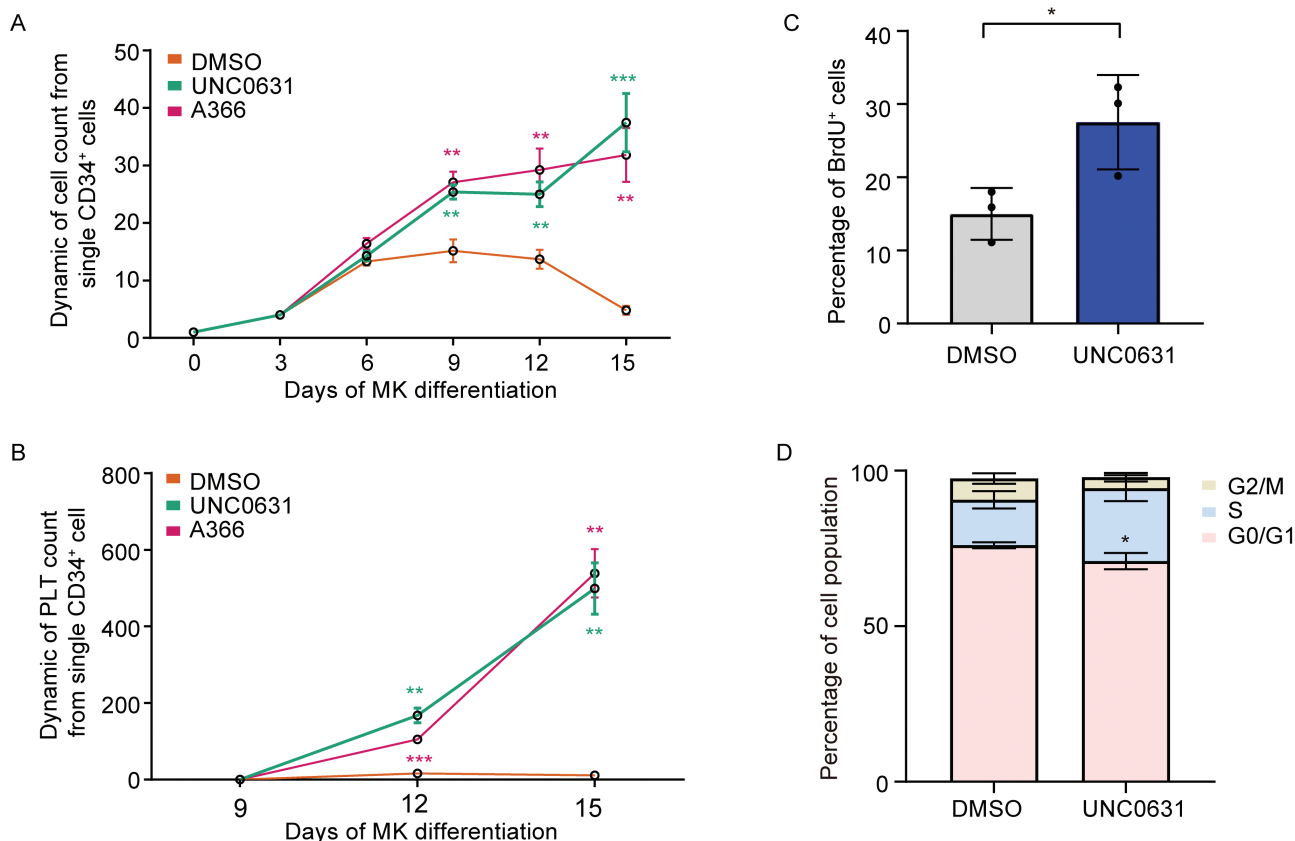 A
Dynamic of cell count from
single CD34⁺ cells
50
40
30
20
10
0
DMSO
UNC0631
A366
**
**
**
**
***
**
0 3 6 9 12 15
Days of MK differentiation
B
Dynamic of PLT count
from single CD34⁺ cell
800
600
400
200
0
DMSO
UNC0631
A366
**
***
**
**
9 12 15
Days of MK differentiation
C
Percentage of BrdU⁺ cells
40
30
20
10
0
*
DMSO UNC0631
D
Percentage of cell population
100
50
0
*
G2/M
S
G0/G1
DMSO UNC0631